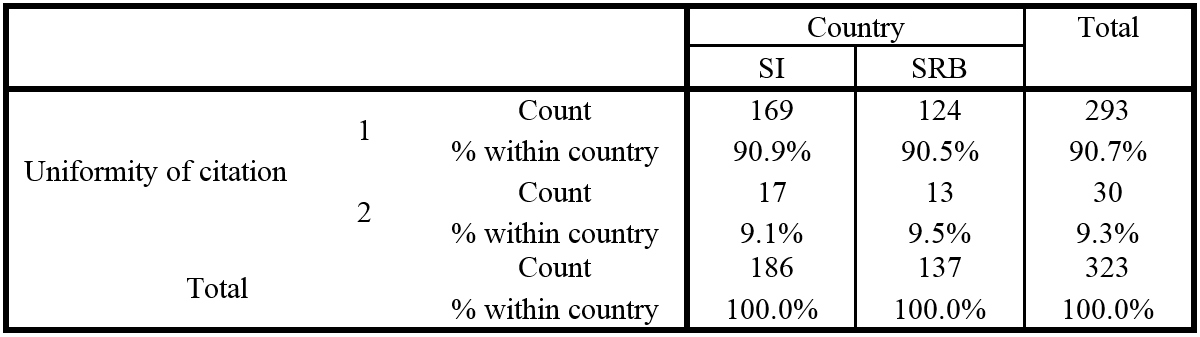 Country Total
SI SRB
Uniformity of citation 1 Count 169 124 293
% within country 90.9% 90.5% 90.7%
2 Count 17 13 30
% within country 9.1% 9.5% 9.3%
Total Count 186 137 323
% within country 100.0% 100.0% 100.0%